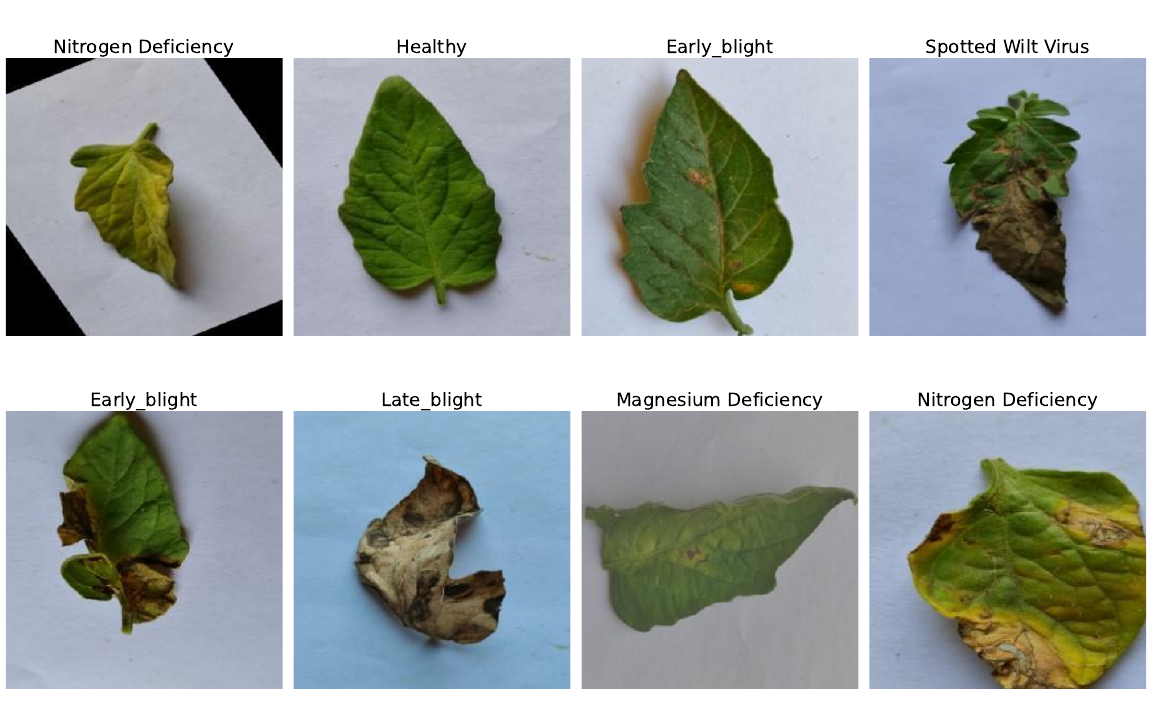 Nitrogen Deficiency
Healthy
Early_blight
Spotted Wilt Virus
Early_blight
Late_blight
Magnesium Deficiency
Nitrogen Deficiency